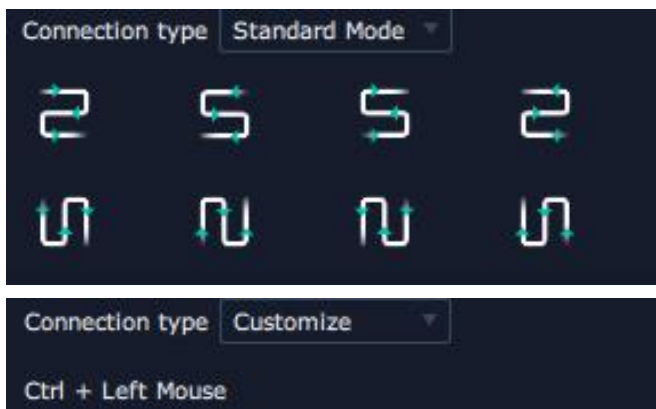 Connection type Standard Mode
Connection type Customize
Ctrl + Left Mouse